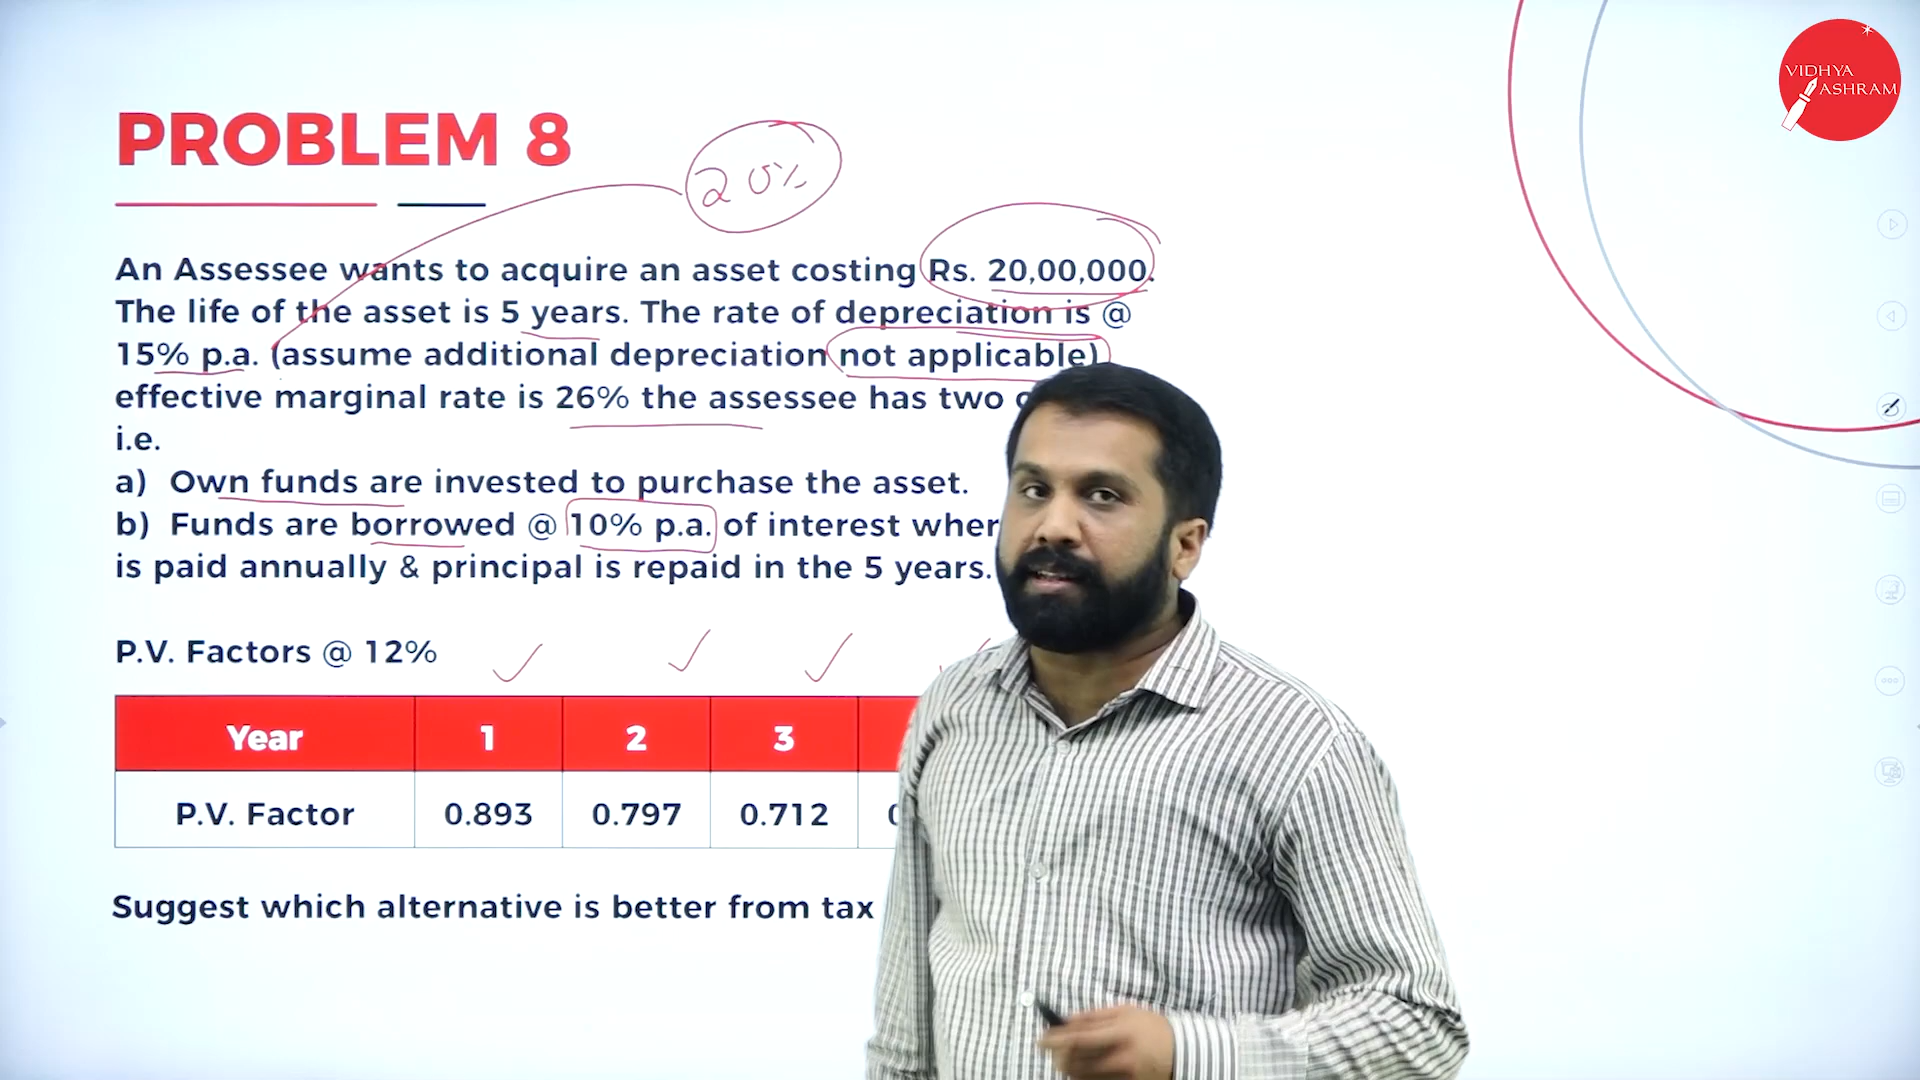 VIDHYA
ASHRAM
PROBLEM 8
20%
An Assessee wants to acquire an asset costing Rs. 20,00,000.
The life of the asset is 5 years. The rate of depreciation is @
15% p.a. (assume additional depreciation not applicable)
effective marginal rate is 26% the assessee has two
i.e.
a) Own funds are invested to purchase the asset.
b) Funds are borrowed @ 10% p.a. of interest
is paid annually & principal is repaid in the 5 years.
P.V. Factors @ 12%
Year 1 2 3
P.V. Factor 0.893 0.797 0.712
Suggest which alternative is better from tax